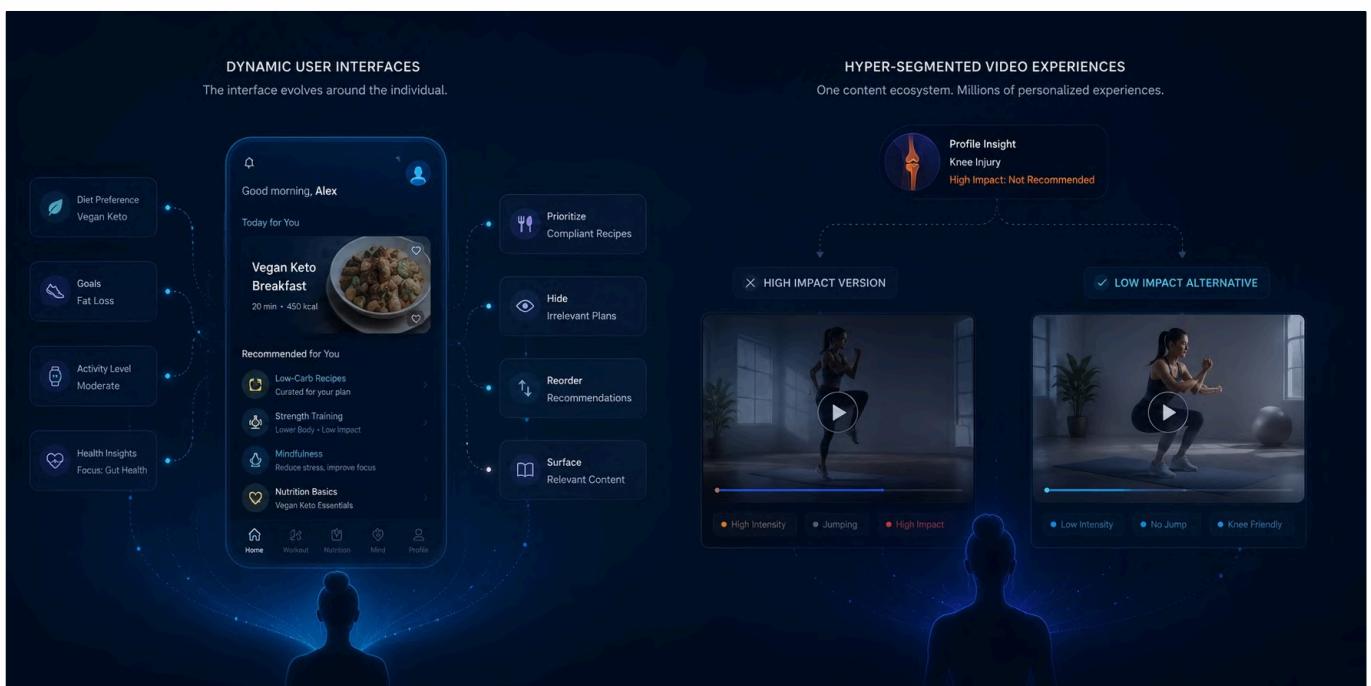 DYNAMIC USER INTERFACES
The interface evolves around the individual.
Diet Preference
Vegan Keto
Goals
Fat Loss
Activity Level
Moderate
Health Insights
Focus: Gut Health
Good morning, Alex
Today for You
Vegan Keto
Breakfast
20 min • 450 kcal
Recommended for You
Low-Carb Recipes
Curated for your plan
Strength Training
Lower Body • Low Impact
Mindfulness
Reduce stress, improve focus
Nutrition Basics
Vegan Keto Essentials
Home
Workout
Nutrition
Mind
Profile
Prioritize
Compliant Recipes
Hide
Irrelevant Plans
Reorder
Recommendations
Surface
Relevant Content
HYPER-SEGMENTED VIDEO EXPERIENCES
One content ecosystem. Millions of personalized experiences.
Profile Insight
Knee Injury
High Impact: Not Recommended
HIGH IMPACT VERSION
High Intensity
Jumping
High Impact
LOW IMPACT ALTERNATIVE
Low Intensity
No Jump
Knee Friendly